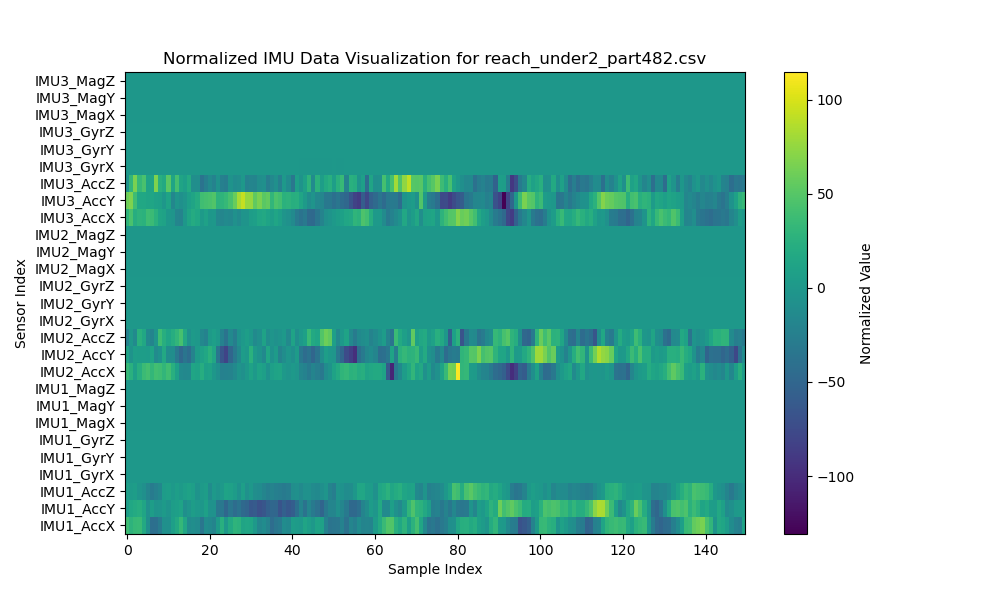 Normalized IMU Data Visualization for reach_under2_part482.csv
IMU3_MagZ
IMU3_MagY
IMU3_MagX
IMU3_GyrZ
IMU3_GyrY
IMU3_GyrX
IMU3_AccZ
IMU3_AccY
IMU3_AccX
IMU2_MagZ
IMU2_MagY
IMU2_MagX
IMU2_GyrZ
IMU2_GyrY
IMU2_GyrX
IMU2_AccZ
IMU2_AccY
IMU2_AccX
IMU1_MagZ
IMU1_MagY
IMU1_MagX
IMU1_GyrZ
IMU1_GyrY
IMU1_GyrX
IMU1_AccZ
IMU1_AccY
IMU1_AccX
Sensor Index
0 20 40 60 80 100 120 140
Sample Index
100
50
0
−50
−100
Normalized Value